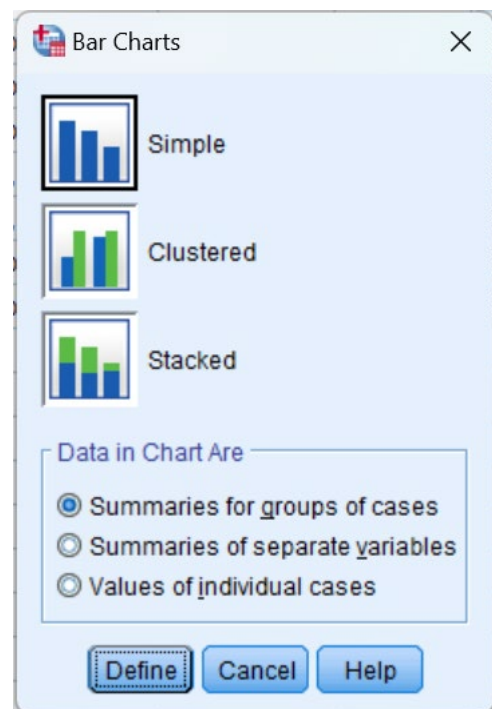 Bar Charts
Simple
Clustered
Stacked
Data in Chart Are
Summaries for groups of cases
Summaries of separate variables
Values of individual cases
Define Cancel Help